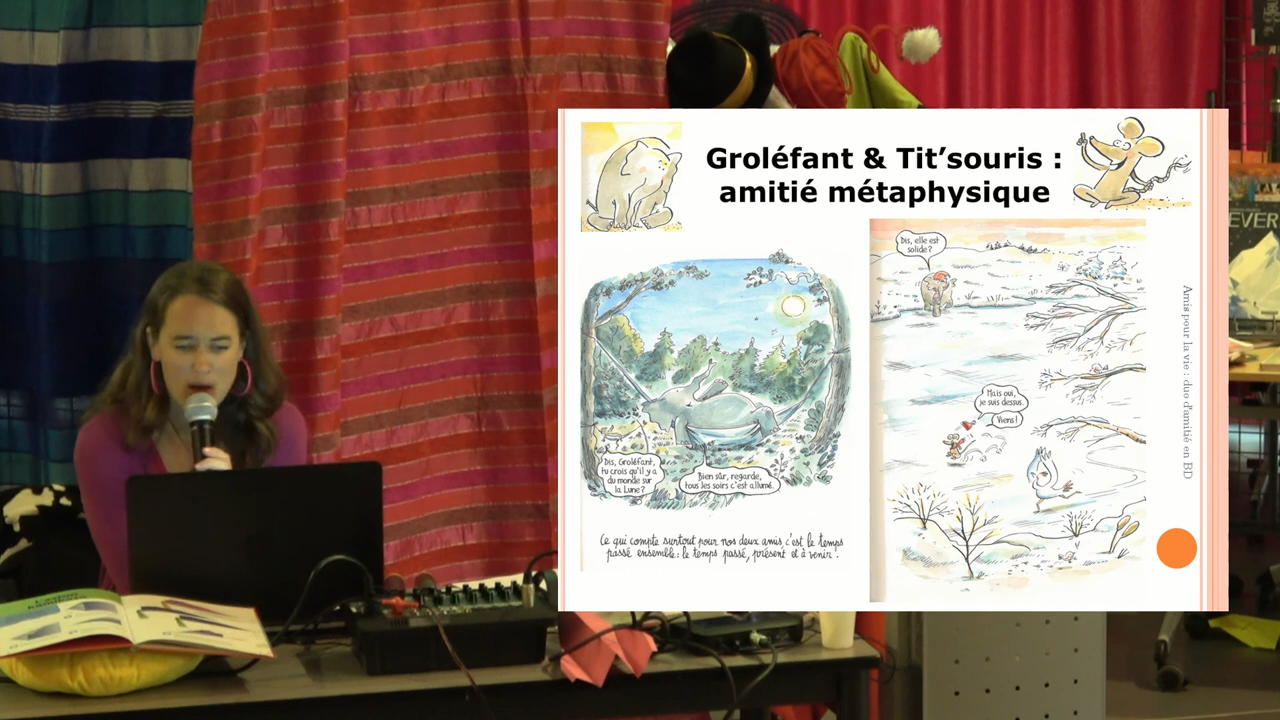 Groléfant & Tit’souris :
amitié métaphysique
Dis, Groléfant,
tu crois qu'il y a
du monde sur
la Lune ?
Bien sûr, regarde,
tous les soirs c'est allumé.
Ce qui compte surtout pour nos deux amis, c'est le temps
passé ensemble : le temps passé, présent et à venir !
Dis, elle est
solide ?
Mais oui,
je suis dessus.
Viens !
Amis pour la vie : duo d'amitié en BD
EVER